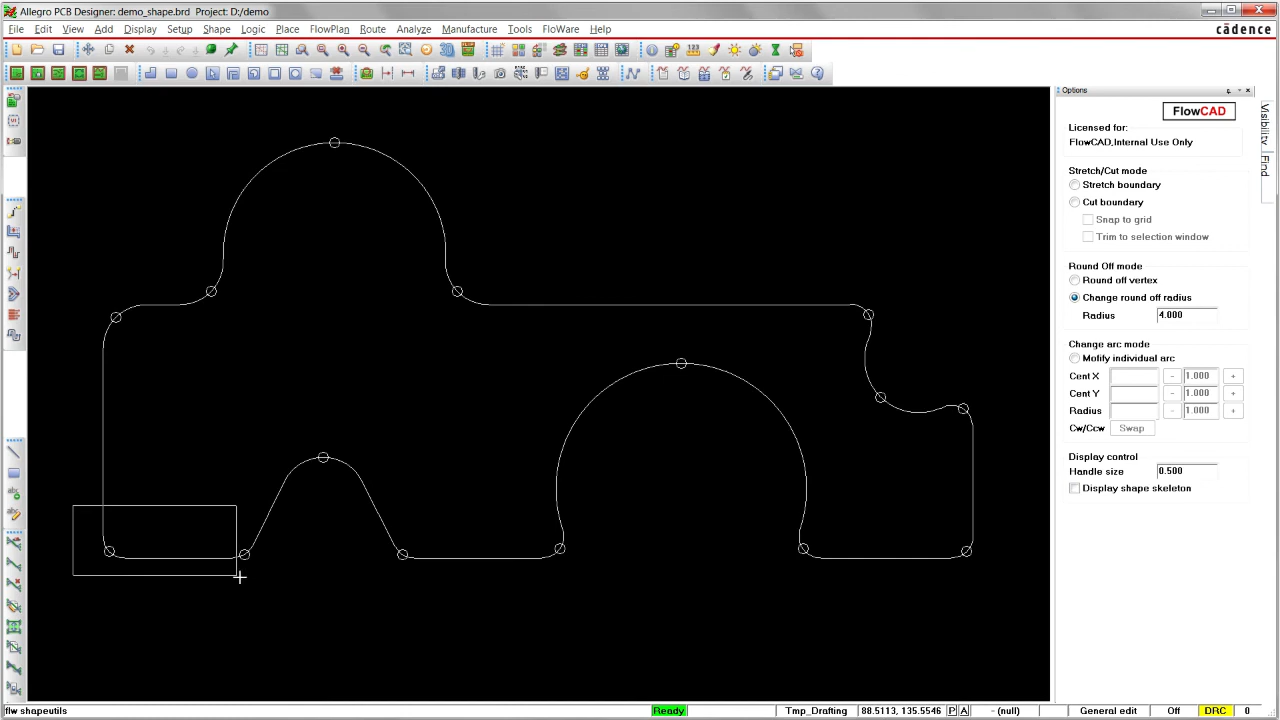 Allegro PCB Designer: demo_shape.brd  Project: D:/demo
File Edit View Add Display Setup Shape Logic Place FlowPlan Route Analyze Manufacture Tools FloWare Help
cādence
Options
FlowCAD
Licensed for:
FlowCAD,Internal Use Only
Stretch/Cut mode
Stretch boundary
Cut boundary
Snap to grid
Trim to selection window
Round Off mode
Round off vertex
Change round off radius
Radius 4.000
Change arc mode
Motify individual arc
Cent X - 1.000 +
Cent Y - 1.000 +
Radius - 1.000 +
Cw/Ccw Swap
Display control
Handle size 0.500
Display shape skeleton
Visibility
Find
flw shapeutils Ready Tmp_Drafting 88.5113, 135.5546 P A - (null) General edit Off DRC 0